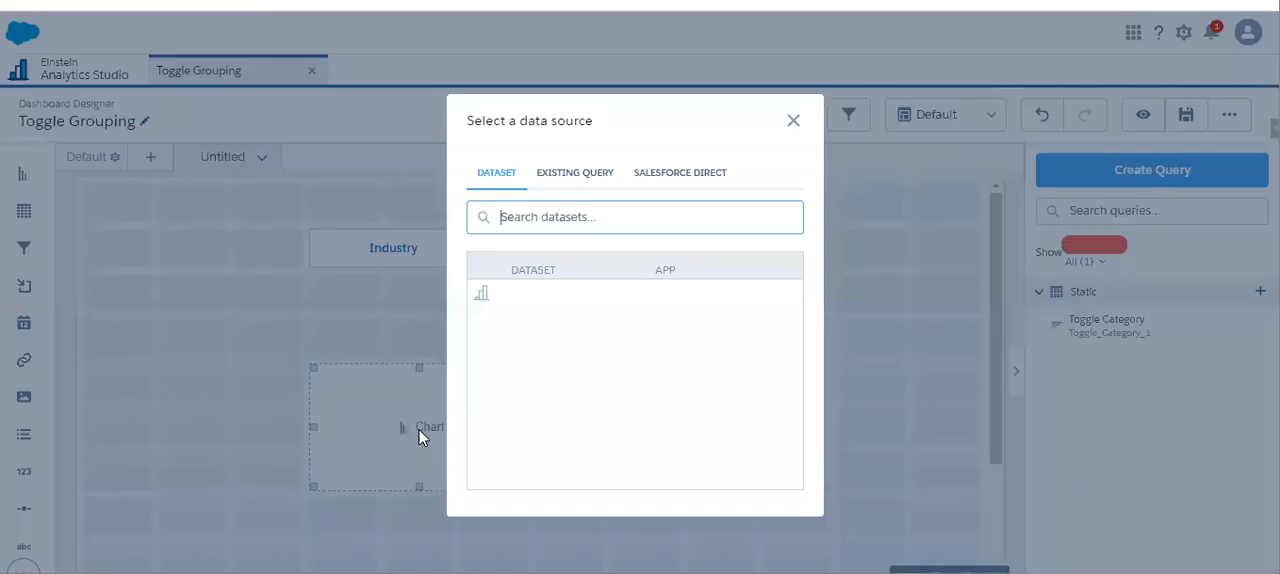 1
Einstein
Analytics Studio
Toggle Grouping
Dashboard Designer
Toggle Grouping
Default
Default
Untitled
Select a data source
DATASET
EXISTING QUERY
SALESFORCE DIRECT
Search datasets...
DATASET
APP
Create Query
Search queries...
Show
All (1)
Static
Toggle Category
Toggle_Category_1
Industry
Chart
12
123
abc